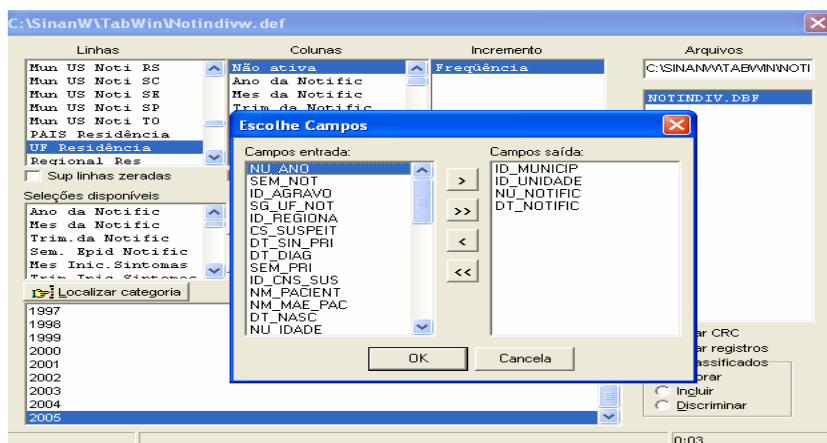 C:\SinanW\TabWin\Notindivw.def
Linhas
Colunas
Incremento
Arquivos
Mun US Noti RS
Mun US Noti SC
Mun US Noti SE
Mun US Noti SP
Mun US Noti TO
PAIS Residência
UF Residência
Regional Res
Não ativa
Ano da Notific
Mes da Notific
Trim da Notific
Freqüência
C:\SINANW\TABWIN\NOTI
NOTINDIV.DBF
Sup linhas zeradas
Seleções disponíveis
Ano da Notific
Mes da Notific
Trim.da Notific
Sem. Epid Notific
Mes Inic.Sintomas
Trim Inic Sintomas
Localizar categoria
1997
1998
1999
2000
2001
2002
2003
2004
2005
Escolhe Campos
Campos entrada:
Campos saída:
NU_ANO
SEM_NOT
ID_AGRAVO
SG_UF_NOT
ID_REGIONA
CS_SUSPEIT
DT_SIN_PRI
DT_DIAG
SEM_PRI
ID_CNS_SUS
NM_PACIENT
NM_MAE_PAC
DT_NASC
NU_IDADE
>
>>
<
<<
ID_MUNICIP
ID_UNIDADE
NU_NOTIFIC
DT_NOTIFIC
OK
Cancela
ar CRC
ar registros
assificados
orar
Incluir
Discriminar
0:03